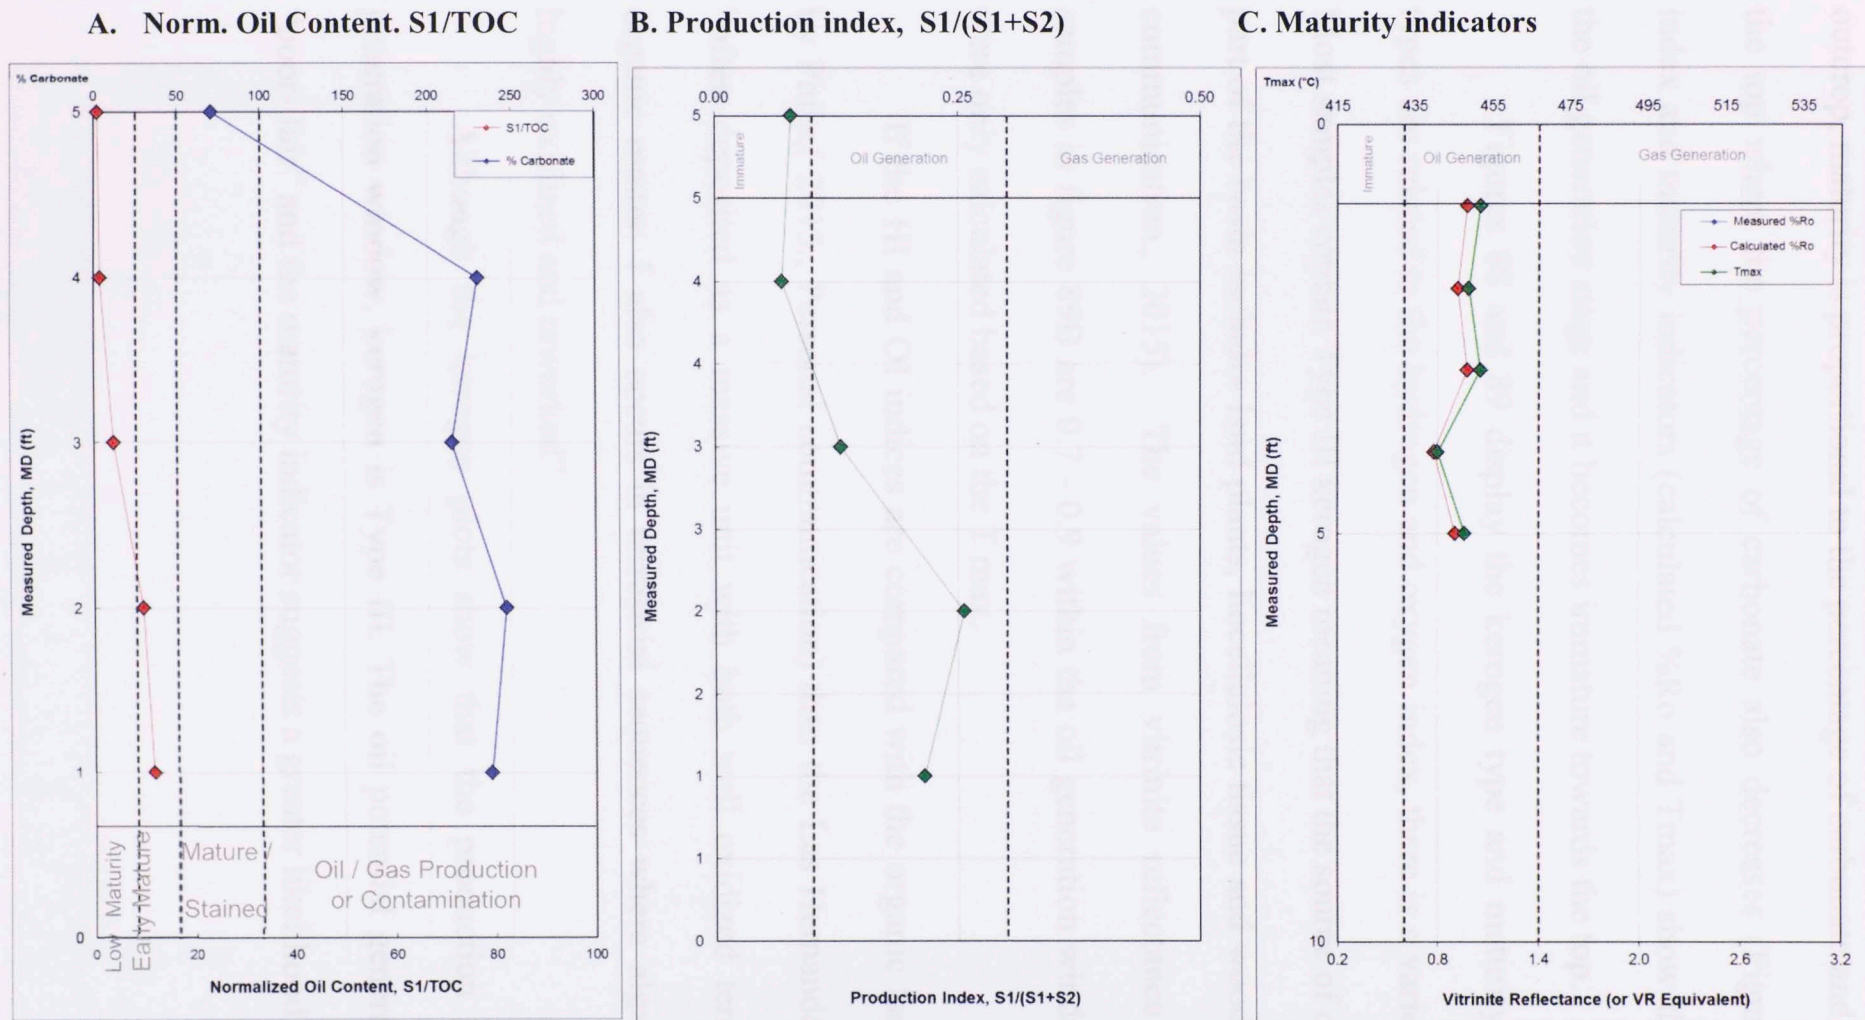 A. Norm. Oil Content. S1/TOC
% Carbonate
0 50 100 150 200 250 300
S1/TOC
% Carbonate
5
4
3
2
1
0
Measured Depth, MD (ft)
Low Maturity
Early Mature
Mature /
Stained
Oil / Gas Production
or Contamination
0 20 40 60 80 100
Normalized Oil Content, S1/TOC
B. Production index, S1/(S1+S2)
0.00 0.25 0.50
Immature
Oil Generation
Gas Generation
5
5
4
4
3
3
2
2
1
1
0
Measured Depth, MD (ft)
Production Index, S1/(S1+S2)
C. Maturity indicators
Tmax (°C)
415 435 455 475 495 515 535
Immature
Oil Generation
Gas Generation
Measured %Ro
Calculated %Ro
Tmax
0
5
10
Measured Depth, MD (ft)
0.2 0.8 1.4 2.0 2.6 3.2
Vitrinite Reflectance (or VR Equivalent)